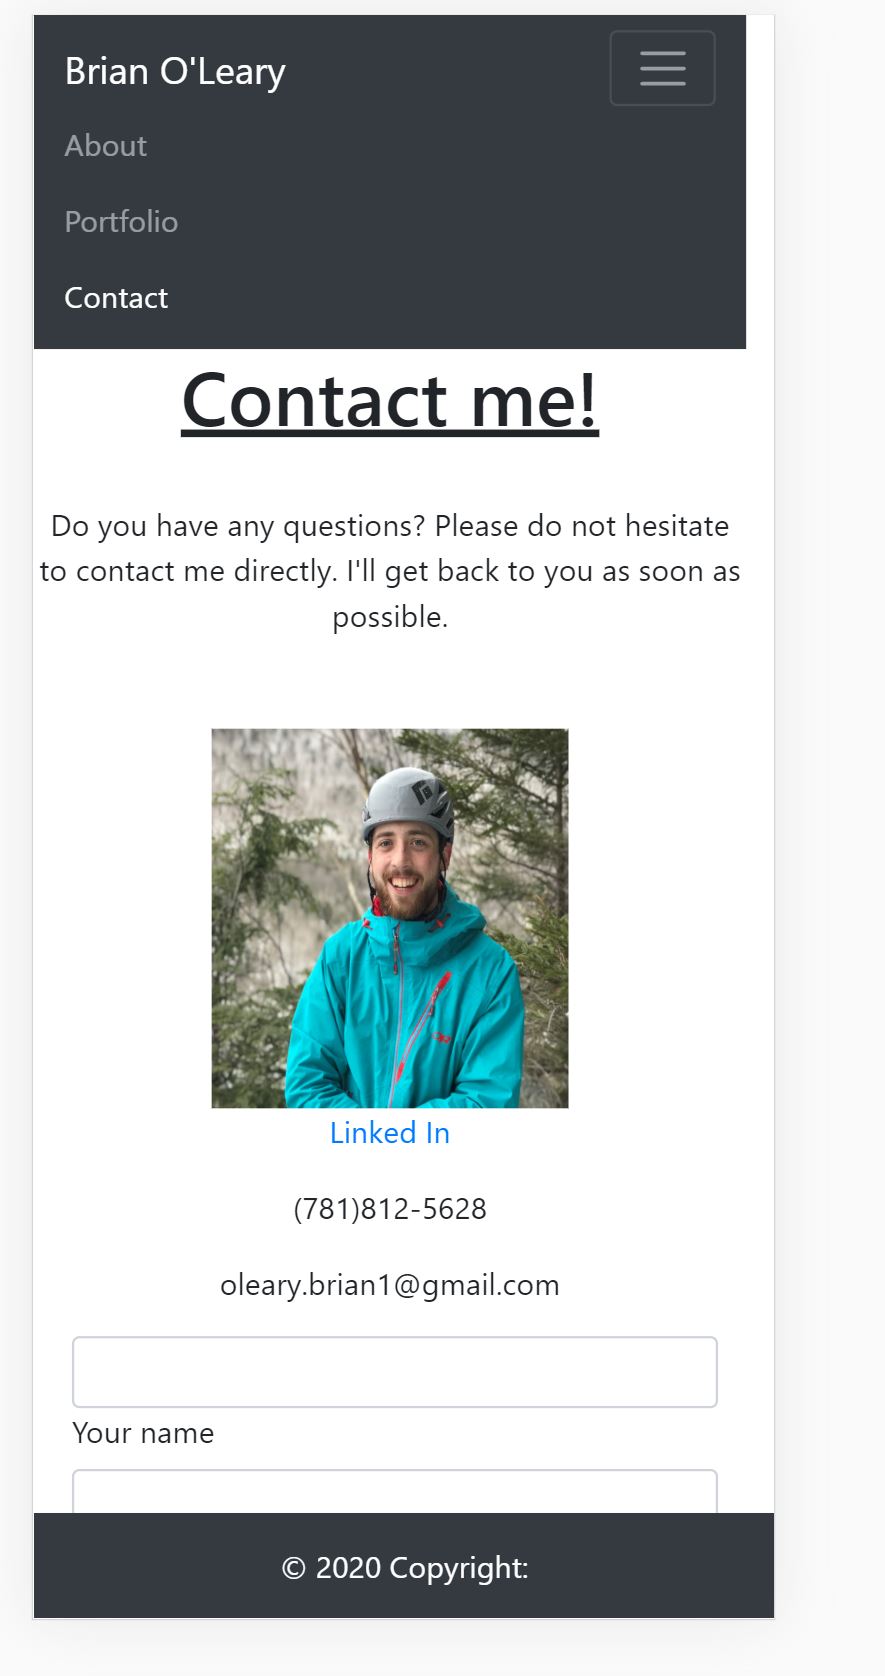 Brian O'Leary
About
Portfolio
Contact
Contact me!
Do you have any questions? Please do not hesitate
to contact me directly. I'll get back to you as soon as
possible.
Linked In
(781)812-5628
oleary.brian1@gmail.com
Your name
© 2020 Copyright: